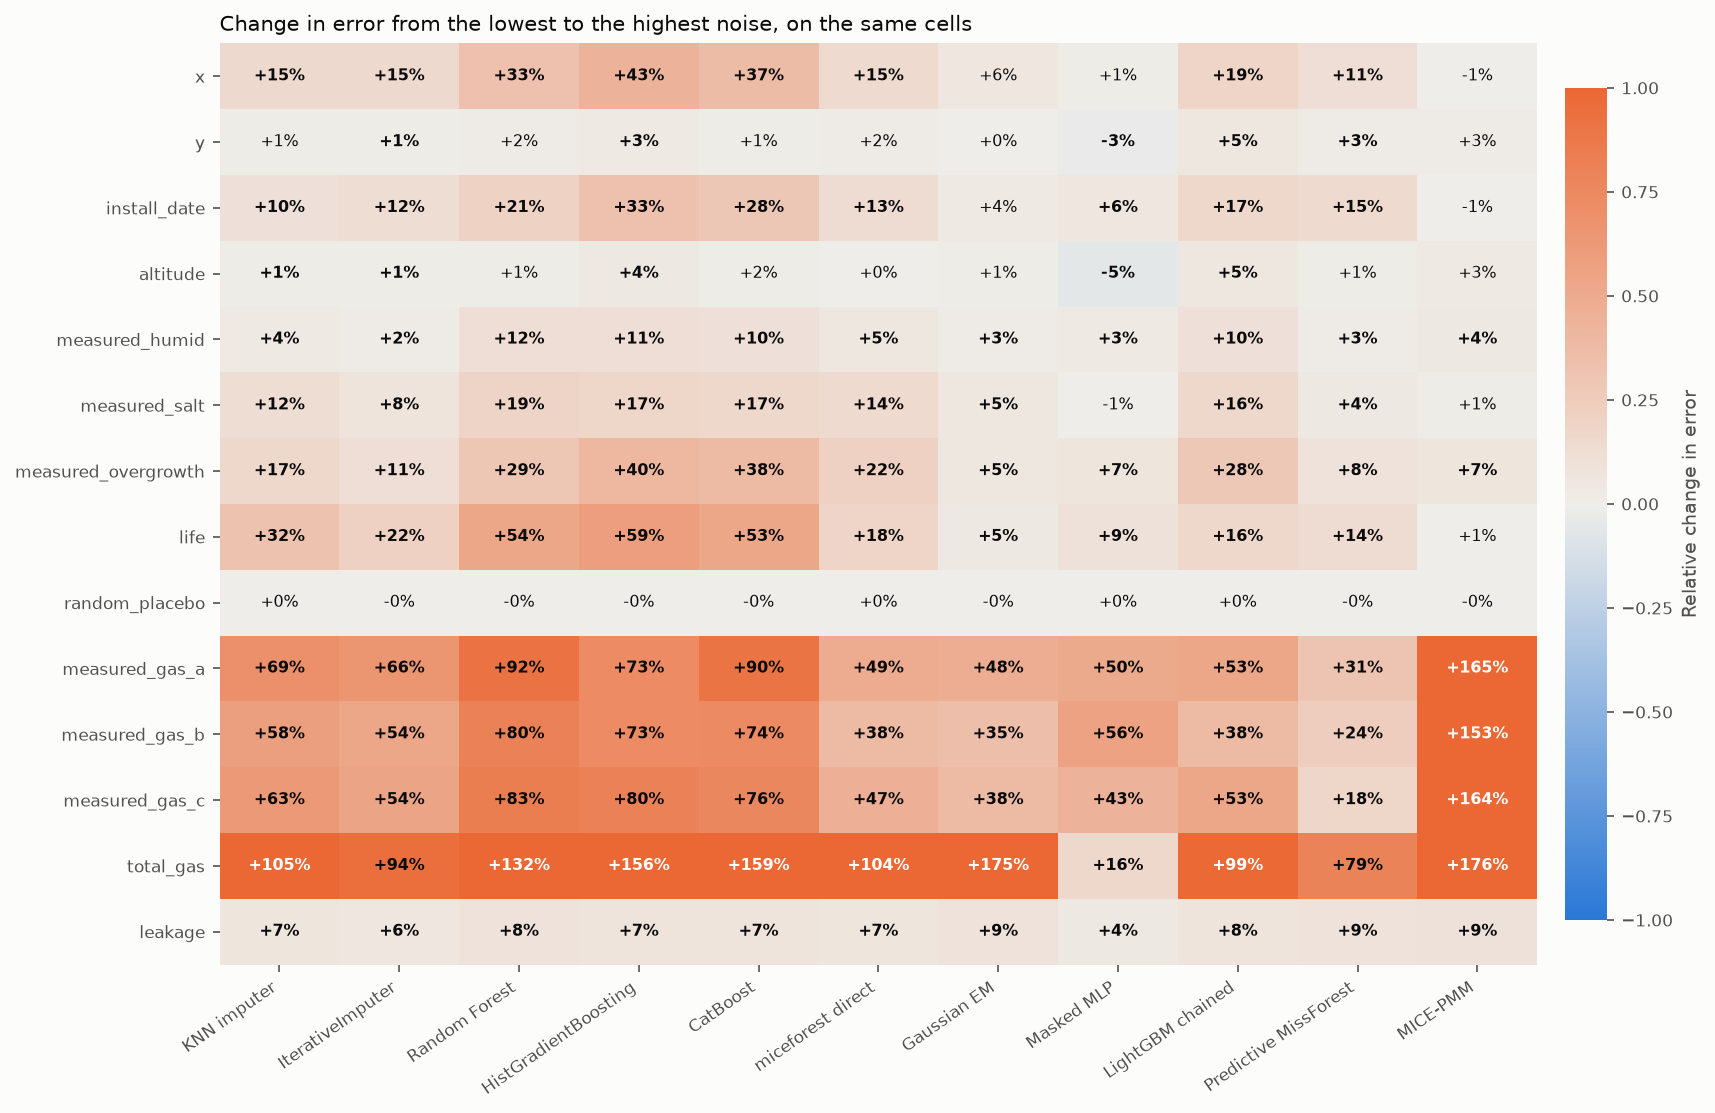 Change in error from the lowest to the highest noise, on the same cells
x +15% +15% +33% +43% +37% +15% +6% +1% +19% +11% -1%
y +1% +1% +2% +3% +1% +2% +0% -3% +5% +3% +3%
install_date +10% +12% +21% +33% +28% +13% +4% +6% +17% +15% -1%
altitude +1% +1% +1% +4% +2% +0% +1% -5% +5% +1% +3%
measured_humid +4% +2% +12% +11% +10% +5% +3% +3% +10% +3% +4%
measured_salt +12% +8% +19% +17% +17% +14% +5% -1% +16% +4% +1%
measured_overgrowth +17% +11% +29% +40% +38% +22% +5% +7% +28% +8% +7%
life +32% +22% +54% +59% +53% +18% +5% +9% +16% +14% +1%
random_placebo +0% -0% -0% -0% -0% +0% -0% +0% +0% -0% -0%
measured_gas_a +69% +66% +92% +73% +90% +49% +48% +50% +53% +31% +165%
measured_gas_b +58% +54% +80% +73% +74% +38% +35% +56% +38% +24% +153%
measured_gas_c +63% +54% +83% +80% +76% +47% +38% +43% +53% +18% +164%
total_gas +105% +94% +132% +156% +159% +104% +175% +16% +99% +79% +176%
leakage +7% +6% +8% +7% +7% +7% +9% +4% +8% +9% +9%
KNN imputer
IterativeImputer
Random Forest
HistGradientBoosting
CatBoost
miceforest direct
Gaussian EM
Masked MLP
LightGBM chained
Predictive MissForest
MICE-PMM
1.00
0.75
0.50
0.25
0.00
−0.25
−0.50
−0.75
−1.00
Relative change in error